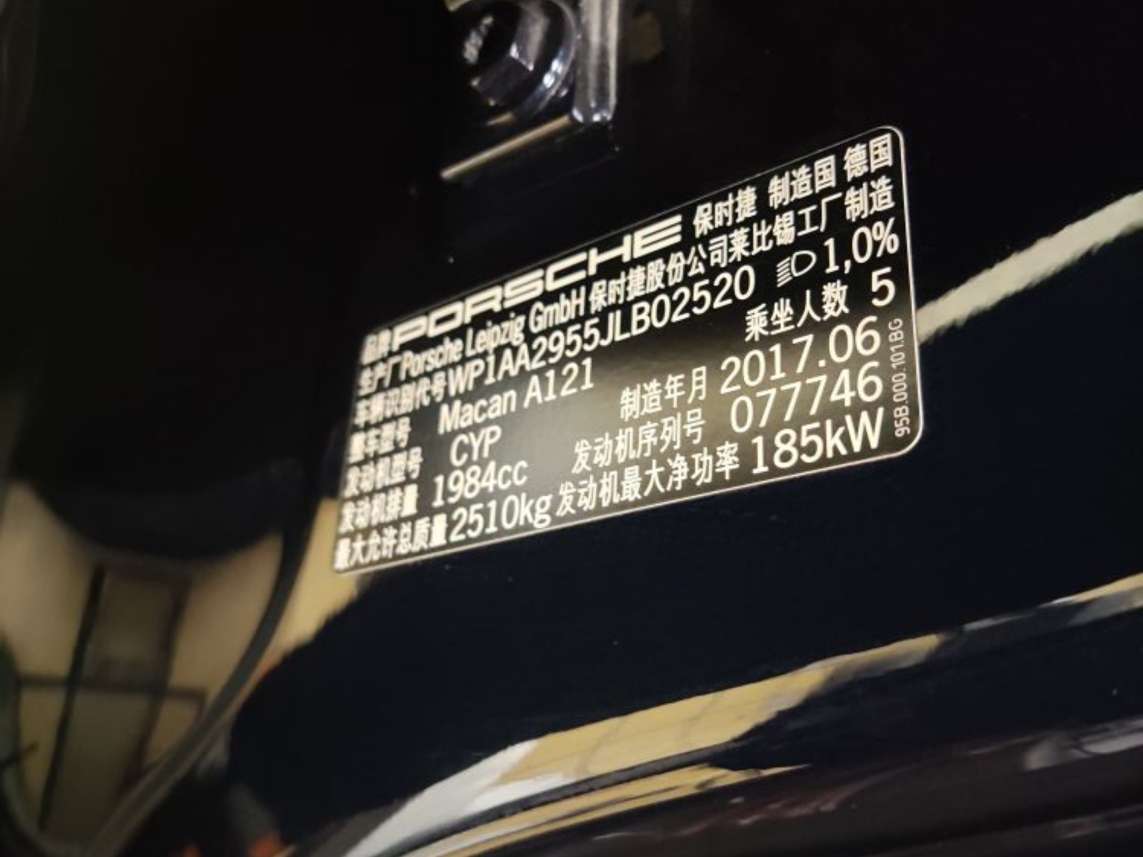 品牌 PORSCHE 保时捷 制造国 德国
生产厂 Porsche Leipzig GmbH 保时捷股份公司莱比锡工厂制造
车辆识别代号 WP1AA2955JLB02520 1,0%
整车型号 Macan A121 乘坐人数 5
发动机型号 CYP 制造年月 2017.06
发动机排量 1984cc 发动机序列号 077746
最大允许总质量 2510kg 发动机最大净功率 185kW
95B.000.101.BG